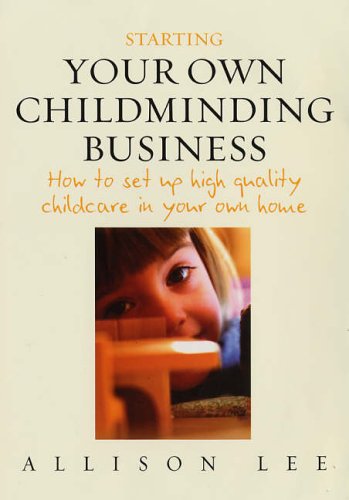 STARTING
YOUR OWN
CHILDMINDING
BUSINESS
How to set up high quality
childcare in your own home
ALLISON LEE